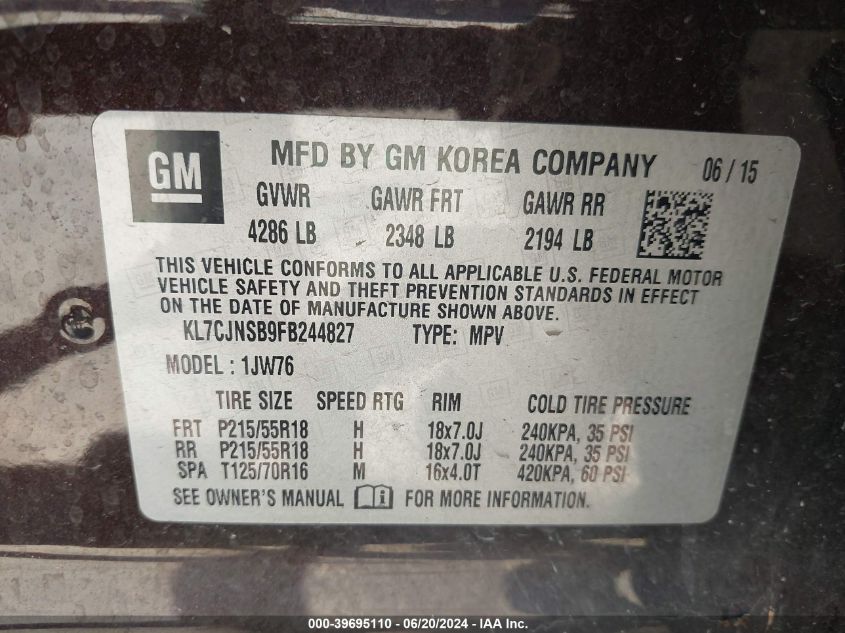 GM MFD BY GM KOREA COMPANY 06 / 15
GVWR GAWR FRT GAWR RR
4286 LB 2348 LB 2194 LB
THIS VEHICLE CONFORMS TO ALL APPLICABLE U.S. FEDERAL MOTOR
VEHICLE SAFETY AND THEFT PREVENTION STANDARDS IN EFFECT
ON THE DATE OF MANUFACTURE SHOWN ABOVE.
KL7CJNSB9FB244827 TYPE: MPV
MODEL : 1JW76
TIRE SIZE SPEED RTG RIM COLD TIRE PRESSURE
FRT P215/55R18 H 18x7.0J 240KPA, 35 PSI
RR P215/55R18 H 18x7.0J 240KPA, 35 PSI
SPA T125/70R16 M 16x4.0T 420KPA, 60 PSI
SEE OWNER'S MANUAL i FOR MORE INFORMATION.
000-39695110 - 06/20/2024 - © IAA Inc.